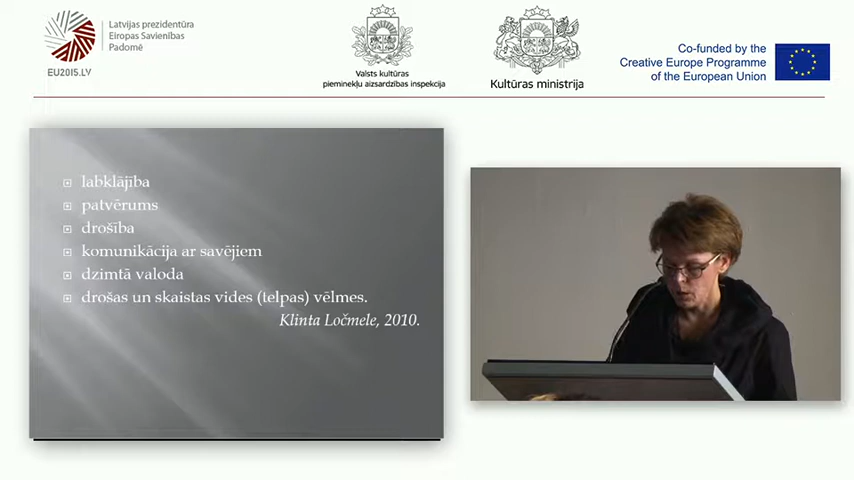 Latvijas prezidentūra
Eiropas Savienības
Padomē
EU2015.LV
Valsts kultūras
pieminekļu aizsardzības inspekcija
Kultūras ministrija
Co-funded by the
Creative Europe Programme
of the European Union
labklājība
patvērums
drošība
komunikācija ar savējiem
dzimtā valoda
drošas un skaistas vides (telpas) vēlmes.
Klinta Ločmele, 2010.